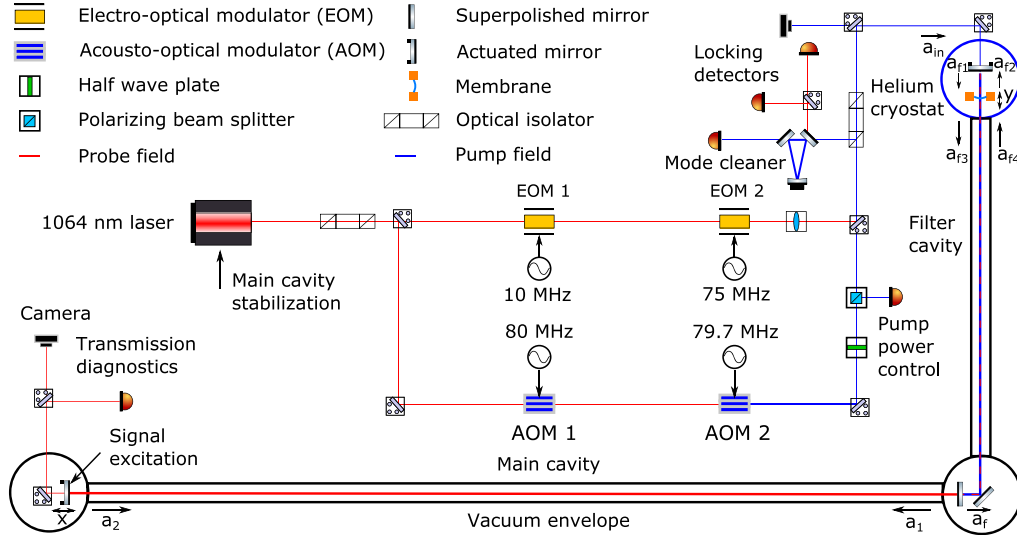 Electro-optical modulator (EOM)
Acousto-optical modulator (AOM)
Half wave plate
Polarizing beam splitter
Probe field
Superpolished mirror
Actuated mirror
Membrane
Optical isolator
Pump field
Locking
detectors
a_in
a_f1
a_f2
y
Helium
cryostat
a_f3
a_f4
Mode cleaner
1064 nm laser
EOM 1
EOM 2
Filter
cavity
Main cavity
stabilization
10 MHz
75 MHz
80 MHz
79.7 MHz
Pump
power
control
Camera
Transmission
diagnostics
AOM 1
AOM 2
Signal
excitation
Main cavity
x
a_2
Vacuum envelope
a_1
a_f